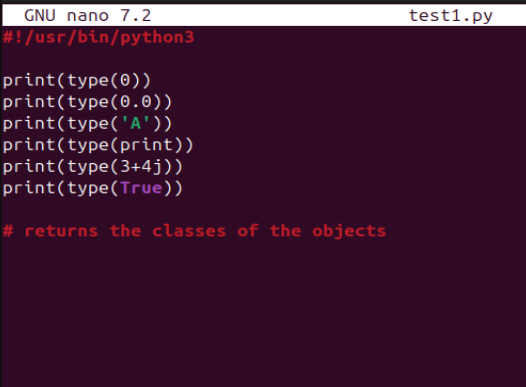 GNU nano 7.2 test1.py
#!/usr/bin/python3
print(type(0))
print(type(0.0))
print(type('A'))
print(type(print))
print(type(3+4j))
print(type(True))
# returns the classes of the objects